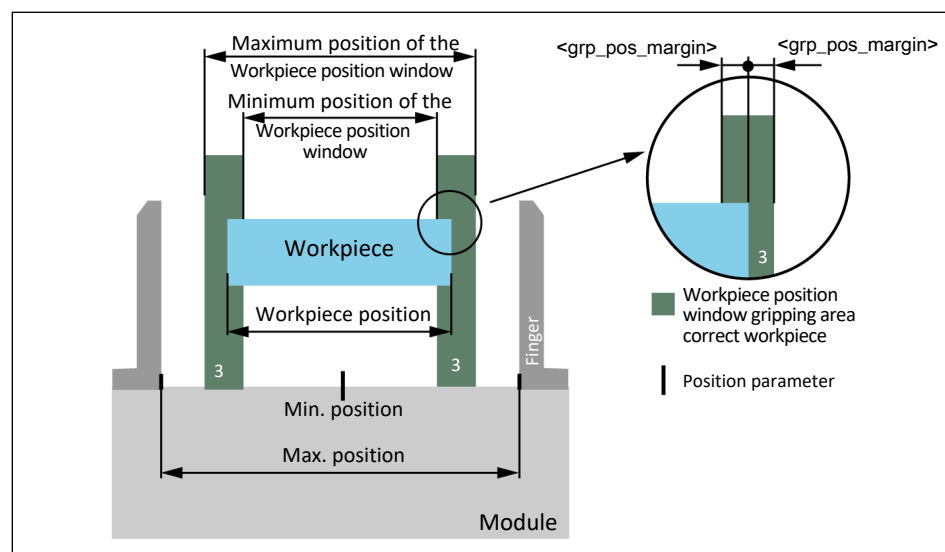 Maximum position of the
Workpiece position window
Minimum position of the
Workpiece position
window
Workpiece
Workpiece position
3
3
Finger
Min. position
Max. position
Module
<grp_pos_margin>
<grp_pos_margin>
3
Workpiece position
window gripping area
correct workpiece
Position parameter